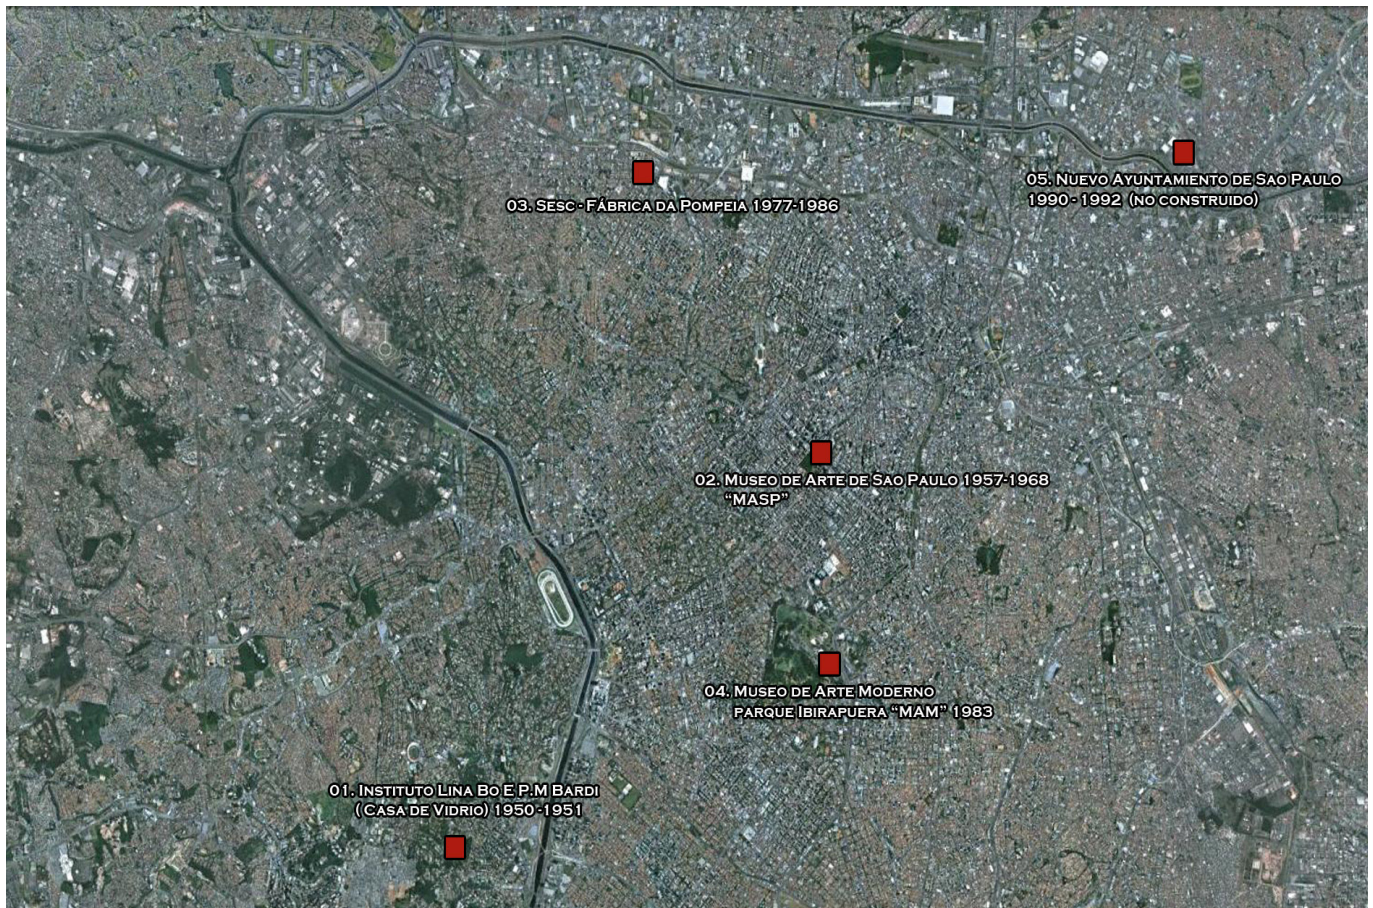 03. Sesc - Fábrica da Pompeia 1977-1986
05. Nuevo Ayuntamiento de Sao Paulo
1990 - 1992 (no construido)
02. Museo de Arte de Sao Paulo 1957-1968
“MASP”
04. Museo de Arte Moderno
parque Ibirapuera “MAM” 1983
01. Instituto Lina Bo E P.M Bardi
( Casa de Vidrio) 1950 -1951